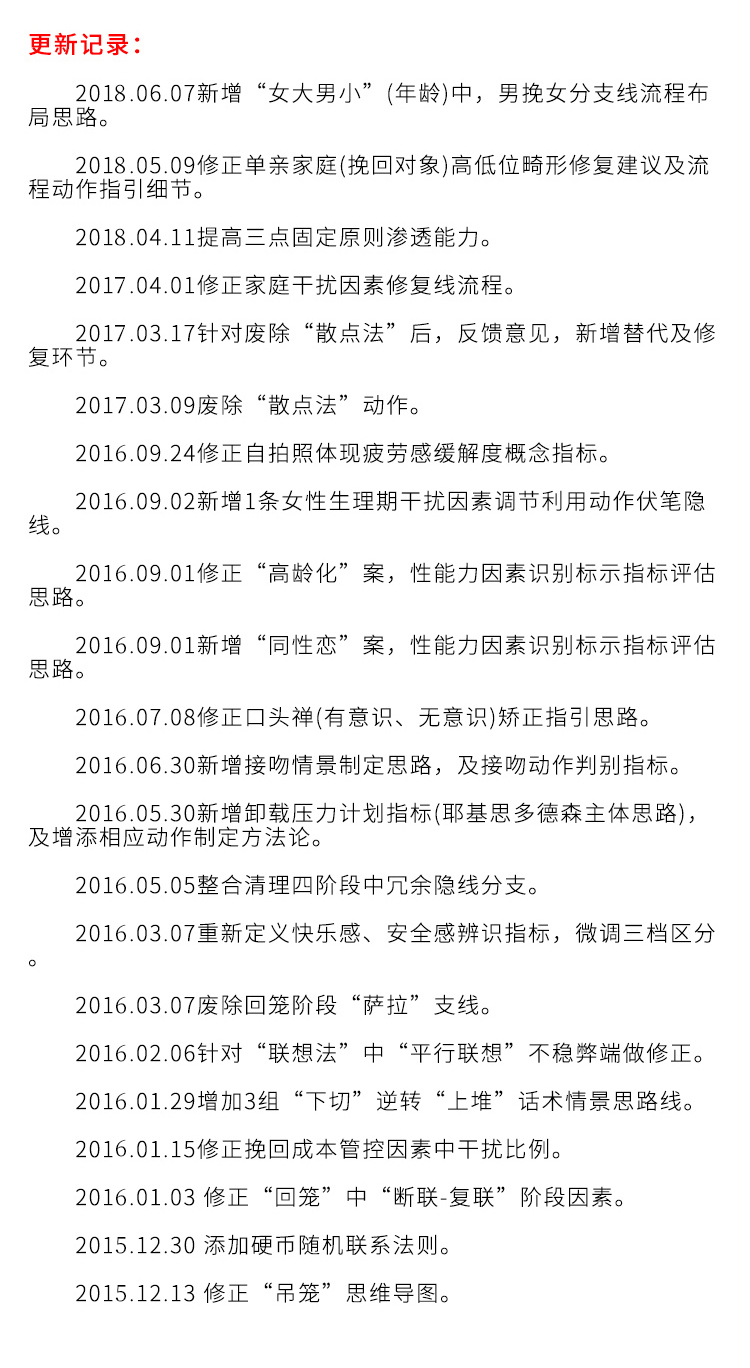 更新记录：
2018.06.07新增“女大男小”(年龄)中，男挽女分支线流程布
局思路。
2018.05.09修正单亲家庭(挽回对象)高低位畸形修复建议及流
程动作指引细节。
2018.04.11提高三点固定原则渗透能力。
2017.04.01修正家庭干扰因素修复线流程。
2017.03.17针对废除“散点法”后，反馈意见，新增替代及修
复环节。
2017.03.09废除“散点法”动作。
2016.09.24修正自拍照体现疲劳感缓解度概念指标。
2016.09.02新增1条女性生理期干扰因素调节利用动作伏笔隐
线。
2016.09.01修正“高龄化”案，性能力因素识别标示指标评估
思路。
2016.09.01新增“同性恋”案，性能力因素识别标示指标评估
思路。
2016.07.08修正口头禅(有意识、无意识)矫正指引思路。
2016.06.30新增接吻情景制定思路，及接吻动作判别指标。
2016.05.30新增卸载压力计划指标(耶基思多德森主体思路)，
及增添相应动作制定方法论。
2016.05.05整合清理四阶段中冗余隐线分支。
2016.03.07重新定义快乐感、安全感辨识指标，微调三档区分
。
2016.03.07废除回笼阶段“萨拉”支线。
2016.02.06针对“联想法”中“平行联想”不稳弊端做修正。
2016.01.29增加3组“下切”逆转“上堆”话术情景思路线。
2016.01.15修正挽回成本管控因素中干扰比例。
2016.01.03 修正“回笼”中“断联-复联”阶段因素。
2015.12.30 添加硬币随机联系法则。
2015.12.13 修正“吊笼”思维导图。